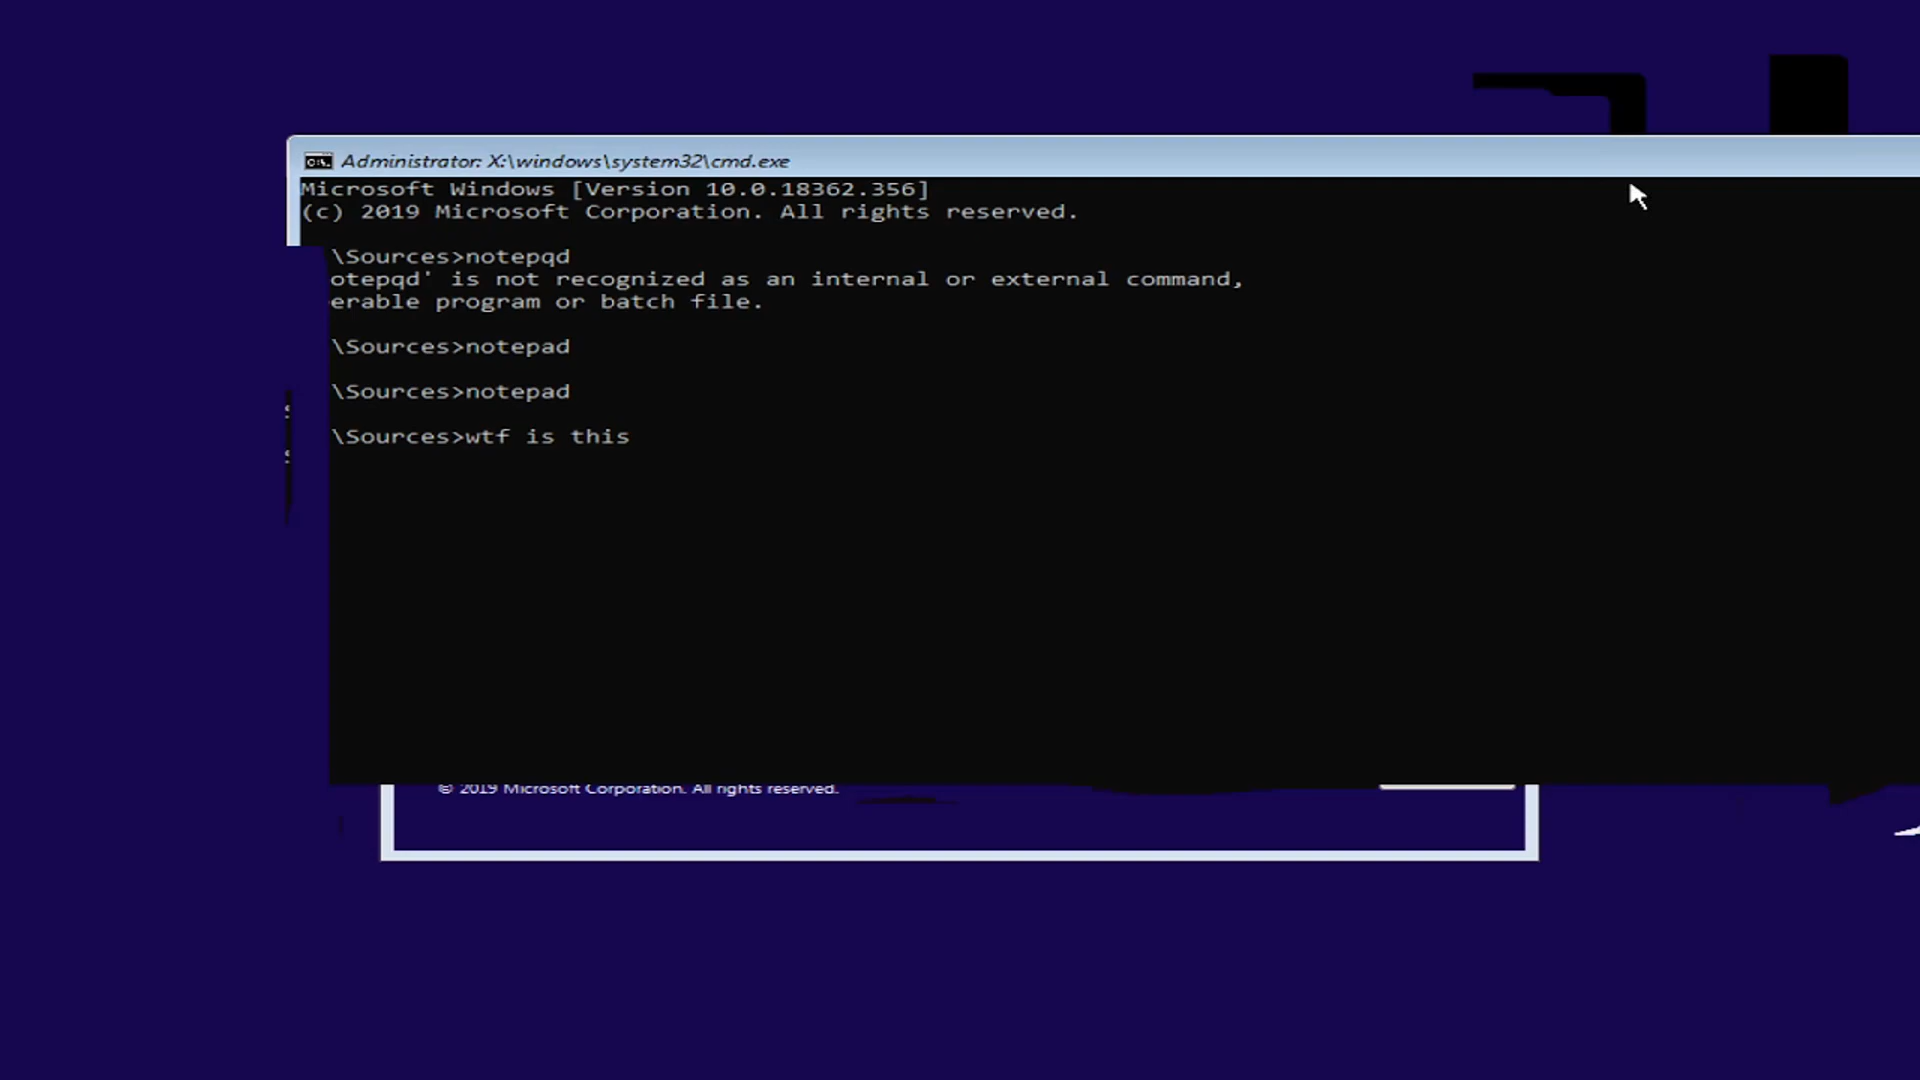 Administrator: X:\windows\system32\cmd.exe
Microsoft Windows [Version 10.0.18362.356]
(c) 2019 Microsoft Corporation. All rights reserved.
\Sources>notepqd
otepqd' is not recognized as an internal or external command,
erable program or batch file.
\Sources>notepad
\Sources>notepad
\Sources>wtf is this
© 2019 Microsoft Corporation. All rights reserved.